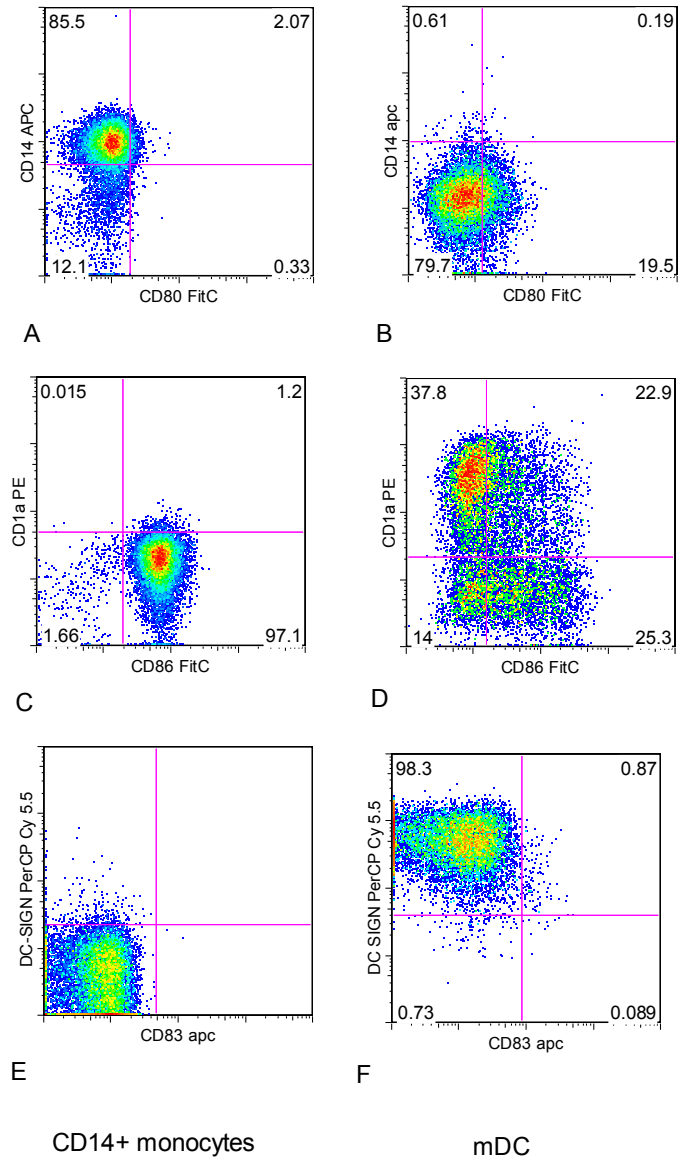 85.5 2.07
CD14 APC
12.1 0.33
CD80 FitC
A
0.61 0.19
CD14 apc
79.7 19.5
CD80 FitC
B
0.015 1.2
CD1a PE
1.66 97.1
CD86 FitC
C
37.8 22.9
CD1a PE
14 25.3
CD86 FitC
D
DC-SIGN PerCP Cy 5.5
CD83 apc
E
98.3 0.87
DC SIGN PerCP Cy 5.5
0.73 0.089
CD83 apc
F
CD14+ monocytes
mDC